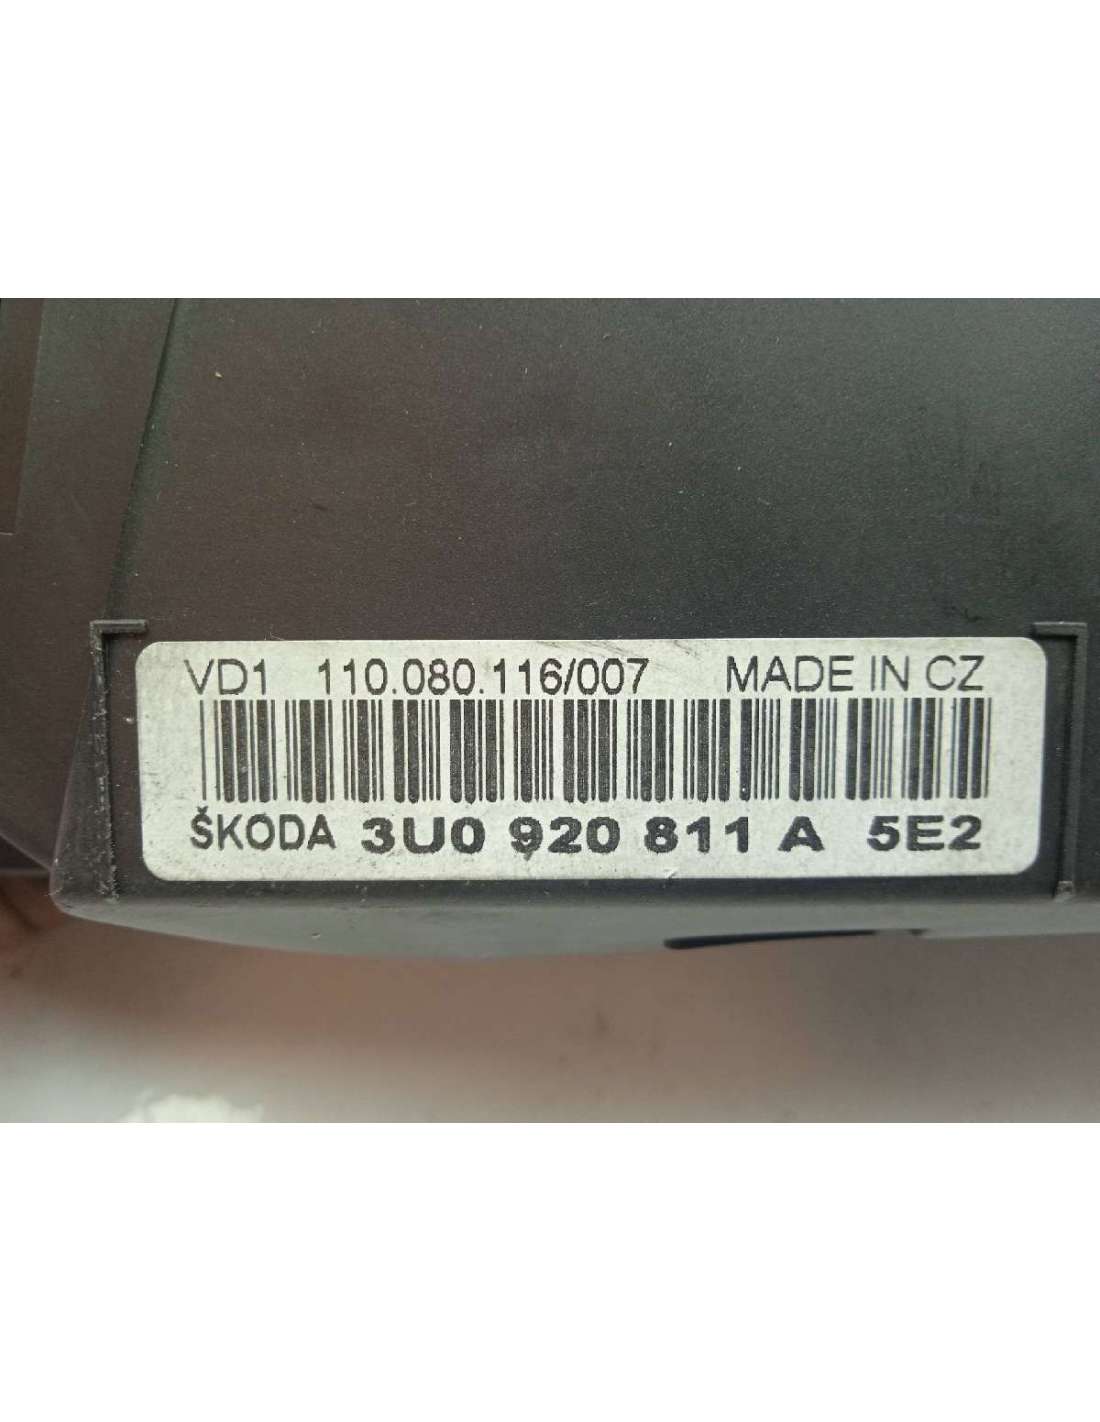 VD1 110.080.116/007 MADE IN CZ
ŠKODA 3U0 920 811 A 5E2